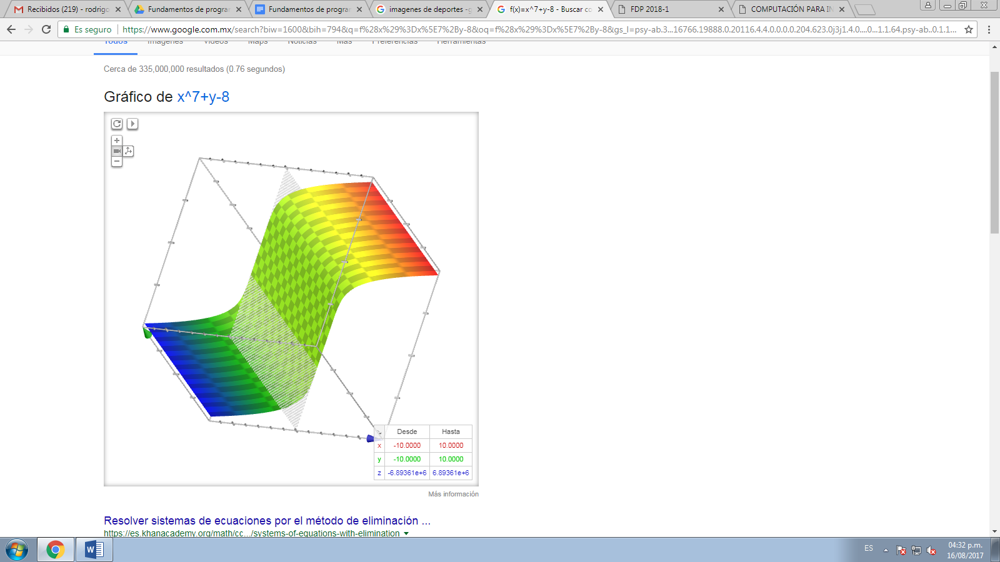 Recibidos (219) - rodrigo
Fundamentos de progra
Fundamentos de progra
imagenes de deportes -g
f(x)=x^7+y-8 - Buscar co
FDP 2018-1
COMPUTACIÓN PARA IN
Es seguro
https://www.google.com.mx/search?biw=1600&bih=794&q=f%28x%29%3Dx%5E7%2By-8&oq=f%28x%29%3Dx%5E7%2By-8&gs_l=psy-ab.3...16766.19888.0.20116.4.4.0.0.0.0.204.623.0j3j1.4.0....0...1.1.64.psy-ab..0.1.1...
Todos Imágenes Videos Maps Noticias Más Preferencias Herramientas
Cerca de 335,000,000 resultados (0.76 segundos)
Gráfico de x^7+y-8
Desde Hasta
x -10.0000 10.0000
y -10.0000 10.0000
z -6.89361e+6 6.89361e+6
Más información
Resolver sistemas de ecuaciones por el método de eliminación ...
https://es.khanacademy.org/math/cc.../systems-of-equations-with-elimination
ES
04:32 p.m.
16/08/2017